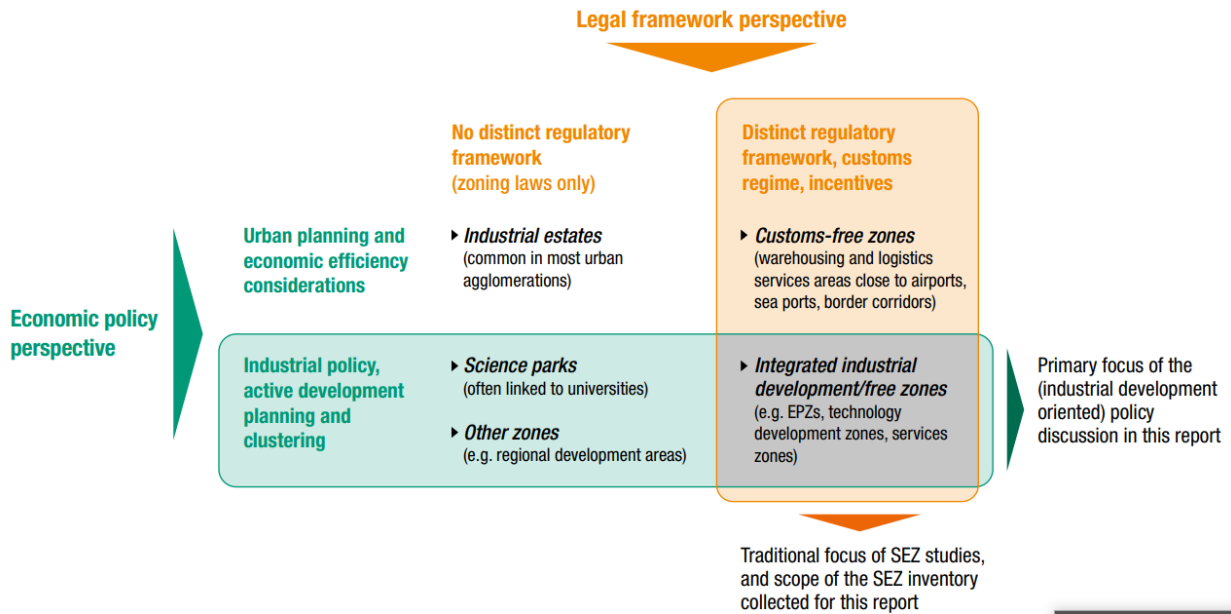 Legal framework perspective
No distinct regulatory
framework
(zoning laws only)
Distinct regulatory
framework, customs
regime, incentives
Urban planning and
economic efficiency
considerations
▸ Industrial estates
(common in most urban
agglomerations)
▸ Customs-free zones
(warehousing and logistics
services areas close to airports,
sea ports, border corridors)
Economic policy
perspective
Industrial policy,
active development
planning and
clustering
▸ Science parks
(often linked to universities)
▸ Other zones
(e.g. regional development areas)
▸ Integrated industrial
development/free zones
(e.g. EPZs, technology
development zones, services
zones)
Primary focus of the
(industrial development
oriented) policy
discussion in this report
Traditional focus of SEZ studies,
and scope of the SEZ inventory
collected for this report